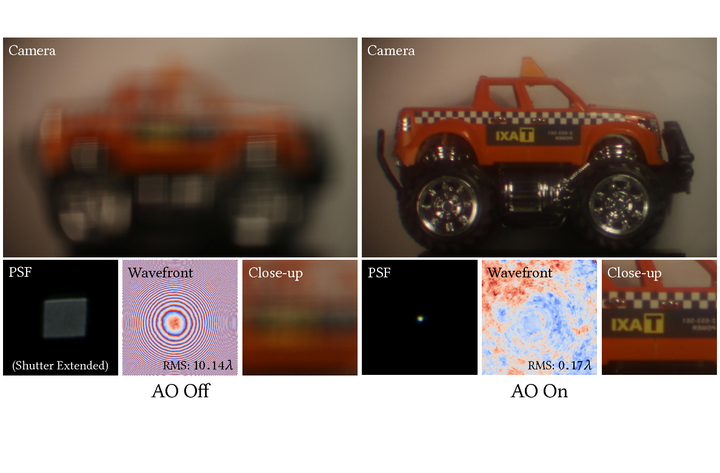 Camera
Camera
IXAT
PSF
(Shutter Extended)
Wavefront
RMS: 10.14λ
Close-up
PSF
Wavefront
RMS: 0.17λ
Close-up
IXAT
AO Off
AO On